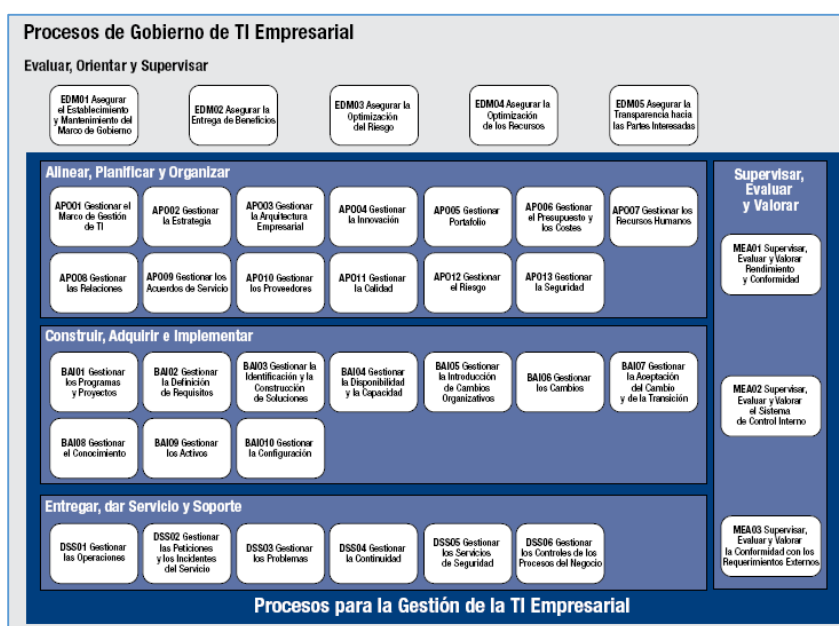 Procesos de Gobierno de TI Empresarial
Evaluar, Orientar y Supervisar
EDM01 Asegurar
el Establecimiento
y Mantenimiento del
Marco de Gobierno
EDM02 Asegurar la
Entrega de Beneficios
EDM03 Asegurar la
Optimización
del Riesgo
EDM04 Asegurar la
Optimización
de los Recursos
EDM05 Asegurar la
Transparencia hacia
las Partes Interesadas
Alinear, Planificar y Organizar
APO01 Gestionar el
Marco de Gestión
de TI
APO02 Gestionar
la Estrategia
APO03 Gestionar
la Arquitectura
Empresarial
APO04 Gestionar
la Innovación
APO05 Gestionar
Portafolio
APO06 Gestionar
el Presupuesto y
los Costes
APO07 Gestionar los
Recursos Humanos
APO08 Gestionar
las Relaciones
APO09 Gestionar los
Acuerdos de Servicio
APO10 Gestionar
los Proveedores
APO11 Gestionar
la Calidad
APO12 Gestionar
el Riesgo
APO13 Gestionar
la Seguridad
Construir, Adquirir e Implementar
BAI01 Gestionar
los Programas
y Proyectos
BAI02 Gestionar
la Definición
de Requisitos
BAI03 Gestionar la
Identificación y la
Construcción
de Soluciones
BAI04 Gestionar
la Disponibilidad
y la Capacidad
BAI05 Gestionar
la Introducción
de Cambios
Organizativos
BAI06 Gestionar
los Cambios
BAI07 Gestionar
la Aceptación
del Cambio
y de la Transición
BAI08 Gestionar
el Conocimiento
BAI09 Gestionar
los Activos
BAI010 Gestionar
la Configuración
Entregar, dar Servicio y Soporte
DSS01 Gestionar
las Operaciones
DSS02 Gestionar
las Peticiones
y los Incidentes
del Servicio
DSS03 Gestionar
los Problemas
DSS04 Gestionar
la Continuidad
DSS05 Gestionar
los Servicios
de Seguridad
DSS06 Gestionar
los Controles de los
Procesos del Negocio
Supervisar,
Evaluar
y Valorar
MEA01 Supervisar,
Evaluar y Valorar
Rendimiento
y Conformidad
MEA02 Supervisar,
Evaluar y Valorar
el Sistema
de Control Interno
MEA03 Supervisar,
Evaluar y Valorar
la Conformidad con los
Requerimientos Externos
Procesos para la Gestión de la TI Empresarial